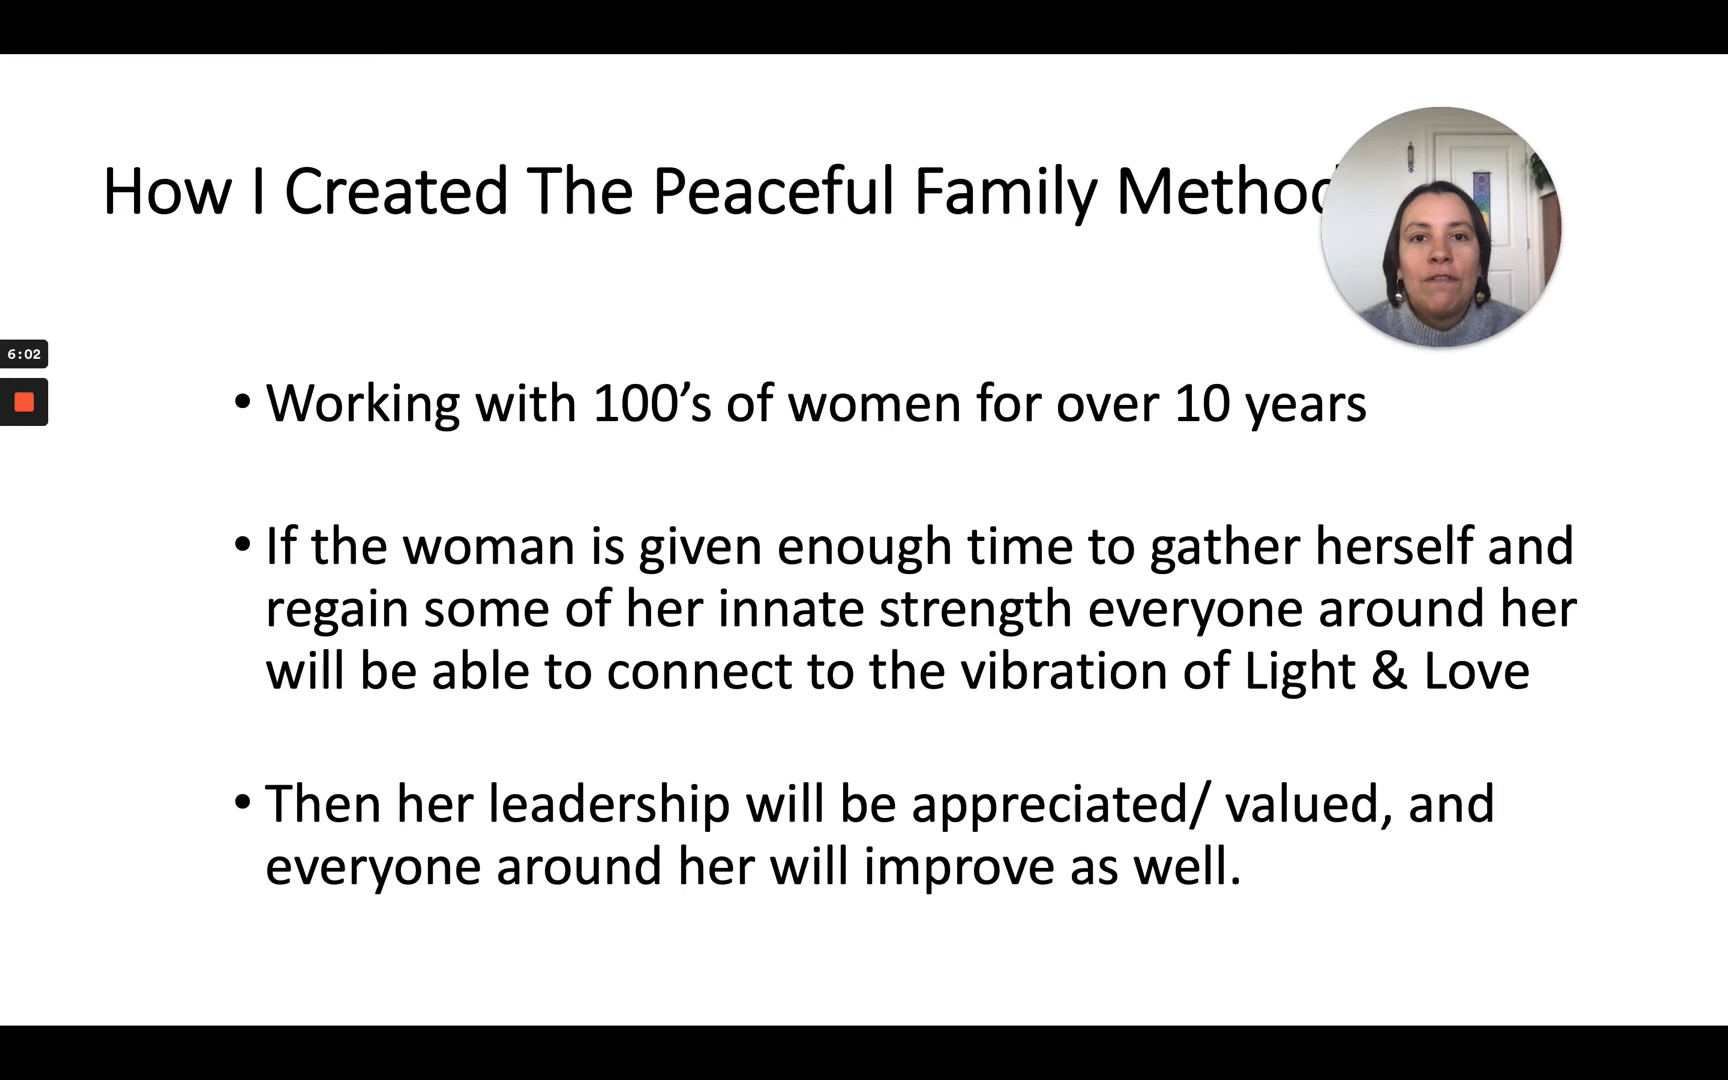 How I Created The Peaceful Family Method
6:02
• Working with 100’s of women for over 10 years
• If the woman is given enough time to gather herself and
regain some of her innate strength everyone around her
will be able to connect to the vibration of Light & Love
• Then her leadership will be appreciated/ valued, and
everyone around her will improve as well.